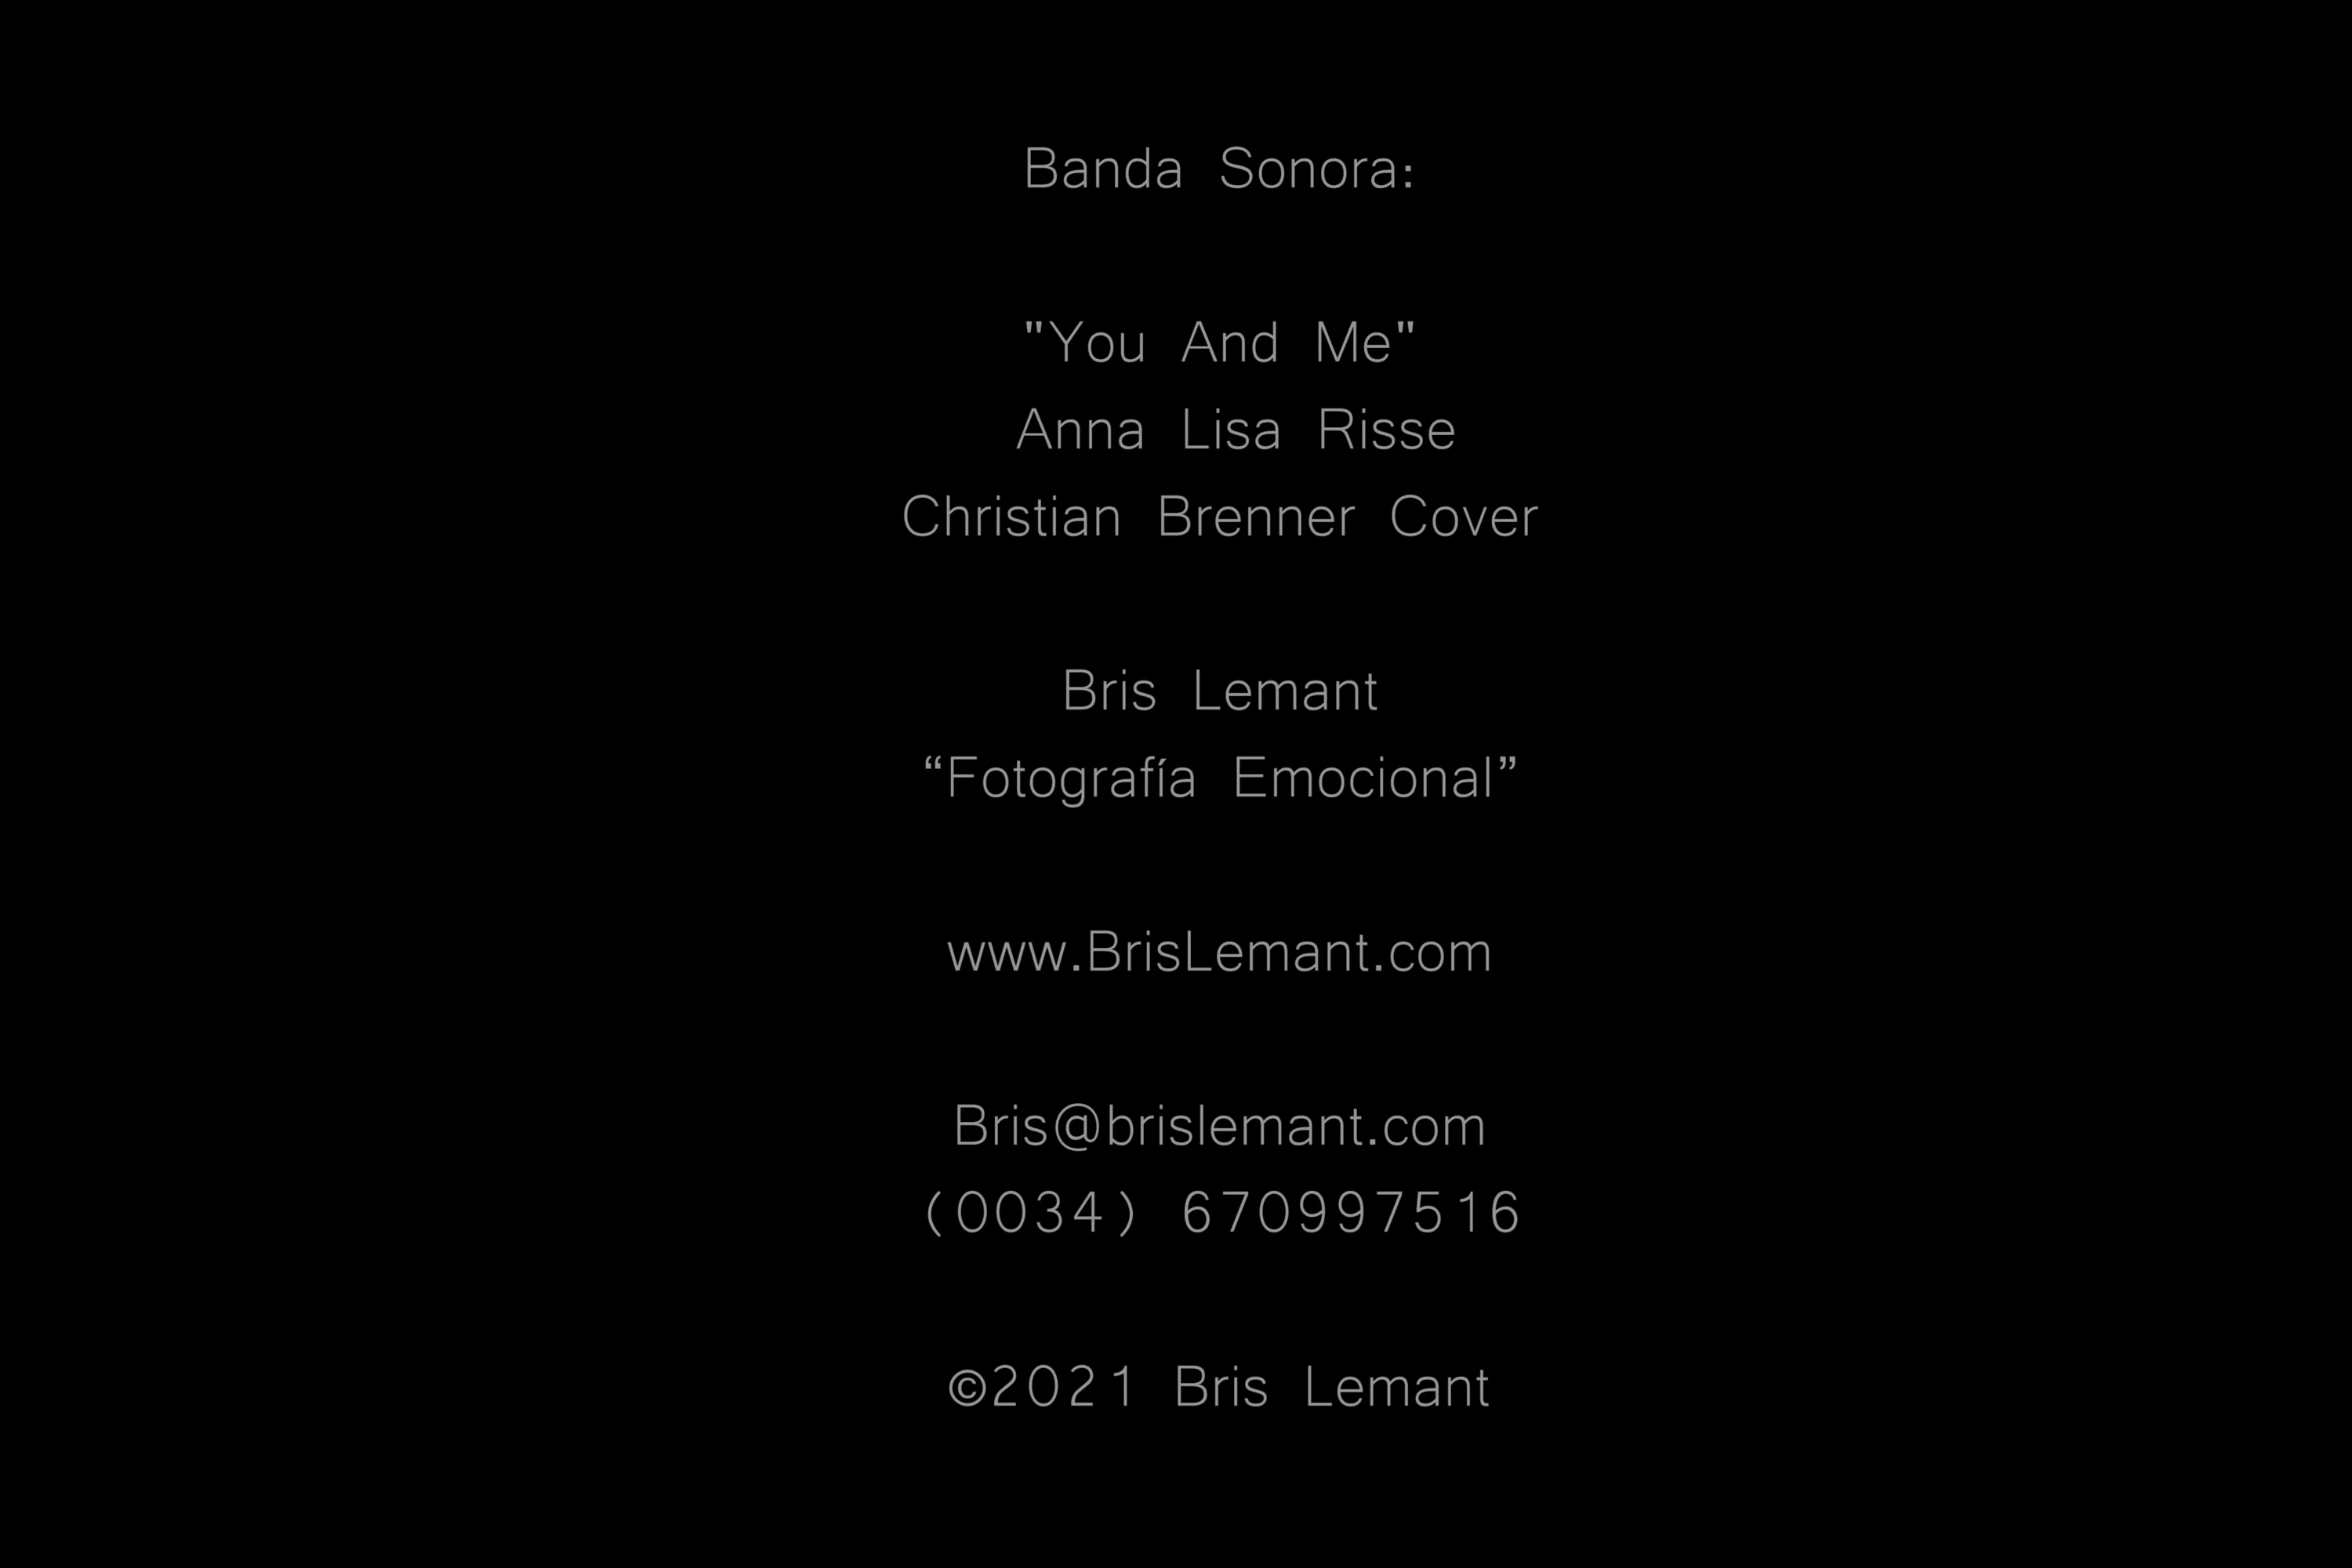 Banda Sonora:
"You And Me"
Anna Lisa Risse
Christian Brenner Cover
Bris Lemant
“Fotografía Emocional”
www.BrisLemant.com
Bris@brislemant.com
(0034) 670997516
©2021 Bris Lemant